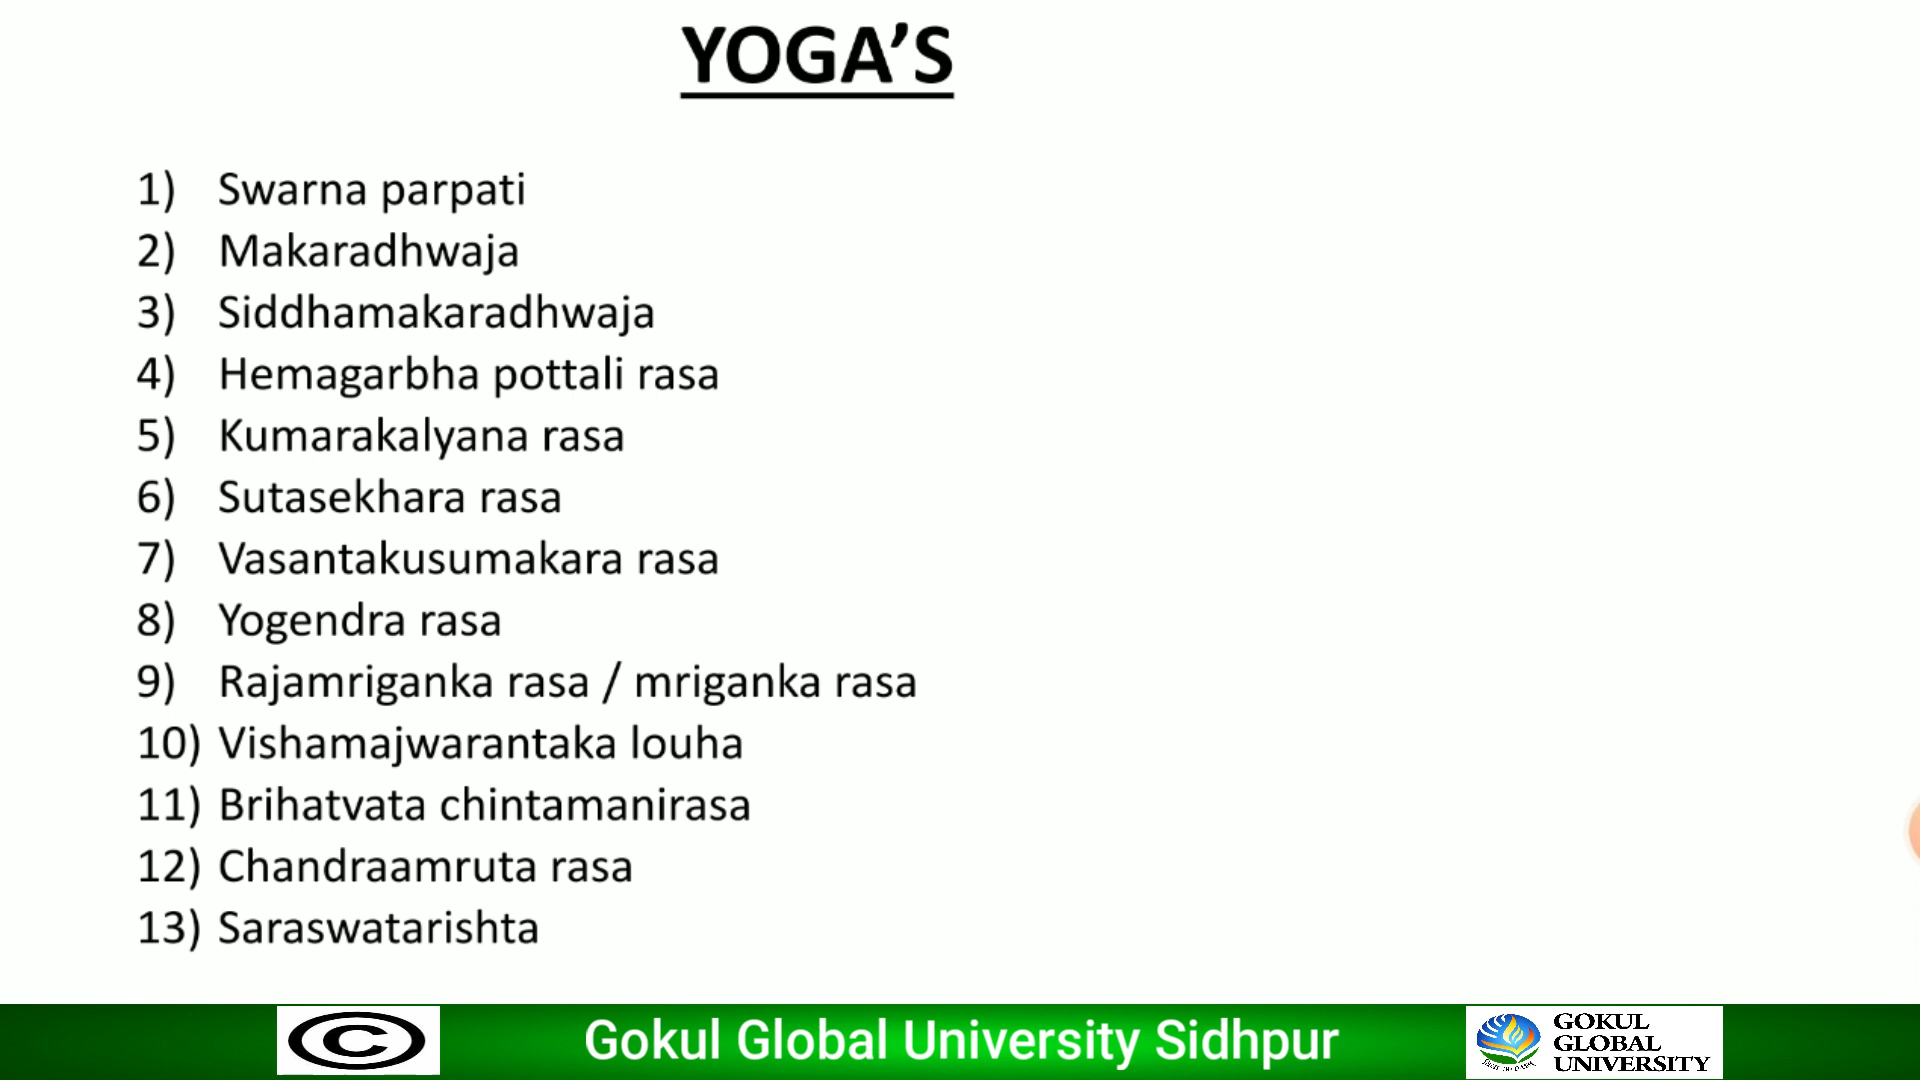 YOGA’S
1) Swarna parpati
2) Makaradhwaja
3) Siddhamakaradhwaja
4) Hemagarbha pottali rasa
5) Kumarakalyana rasa
6) Sutasekhara rasa
7) Vasantakusumakara rasa
8) Yogendra rasa
9) Rajamriganka rasa / mriganka rasa
10) Vishamajwarantaka louha
11) Brihatvata chintamanirasa
12) Chandraamruta rasa
13) Saraswatarishta
C
Gokul Global University Sidhpur
GOKUL
GLOBAL
UNIVERSITY